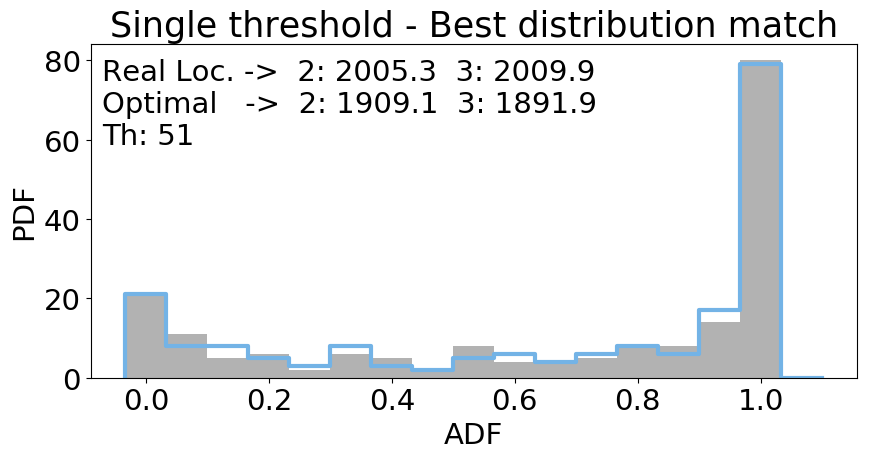 Single threshold - Best distribution match
Real Loc. -> 2: 2005.3 3: 2009.9
Optimal -> 2: 1909.1 3: 1891.9
Th: 51
80
60
40
20
0
PDF
0.0 0.2 0.4 0.6 0.8 1.0
ADF